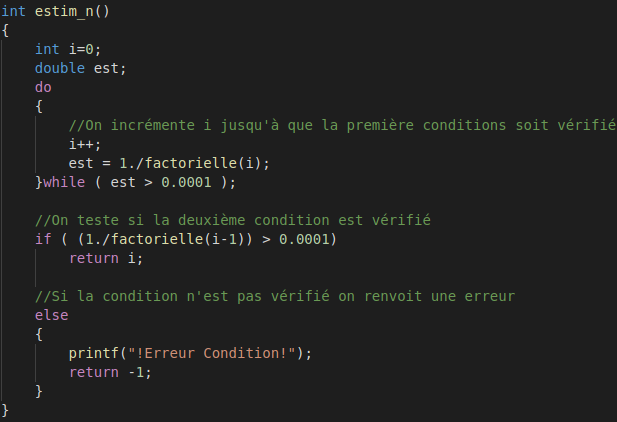 int estim_n()
{
    int i=0;
    double est;
    do
    {
        //On incrémente i jusqu'à que la première conditions soit vérifié
        i++;
        est = 1./factorielle(i);
    }while ( est > 0.0001 );
    //On teste si la deuxième condition est vérifié
    if ( (1./factorielle(i-1)) > 0.0001)
        return i;
    //Si la condition n'est pas vérifié on renvoit une erreur
    else
    {
        printf("!Erreur Condition!");
        return -1;
    }
}